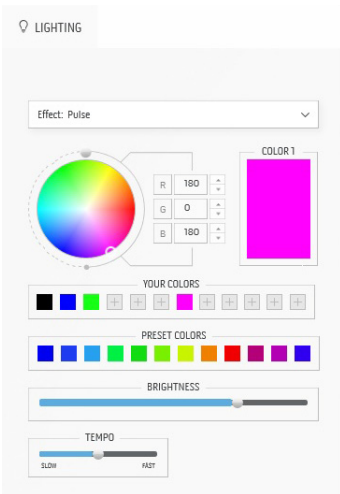 LIGHTING
Effect: Pulse
COLOR 1
R 180
G 0
B 180
YOUR COLORS
PRESET COLORS
BRIGHTNESS
TEMPO
SLOW FAST